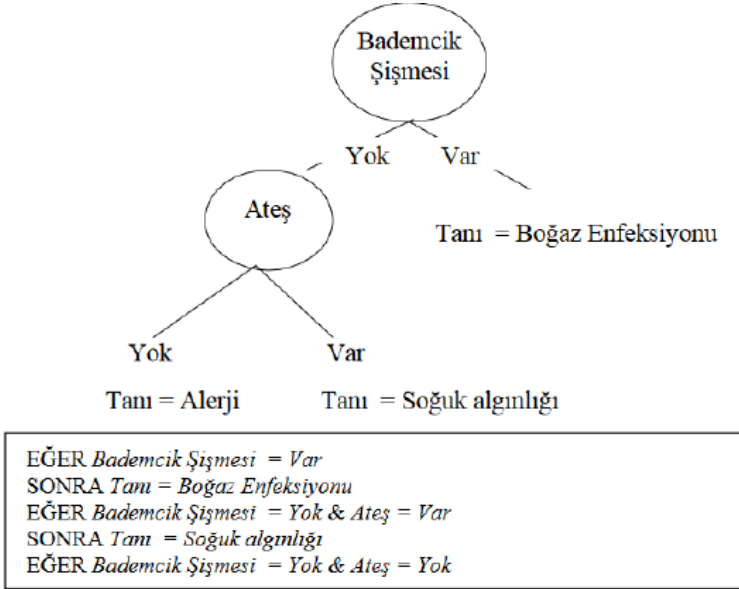 Bademcik
Şişmesi
Yok Var
Ateş
Tanı = Boğaz Enfeksiyonu
Yok Var
Tanı = Alerji Tanı = Soğuk algınlığı
EĞER Bademcik Şişmesi = Var
SONRA Tanı = Boğaz Enfeksiyonu
EĞER Bademcik Şişmesi = Yok & Ateş = Var
SONRA Tanı = Soğuk algınlığı
EĞER Bademcik Şişmesi = Yok & Ateş = Yok